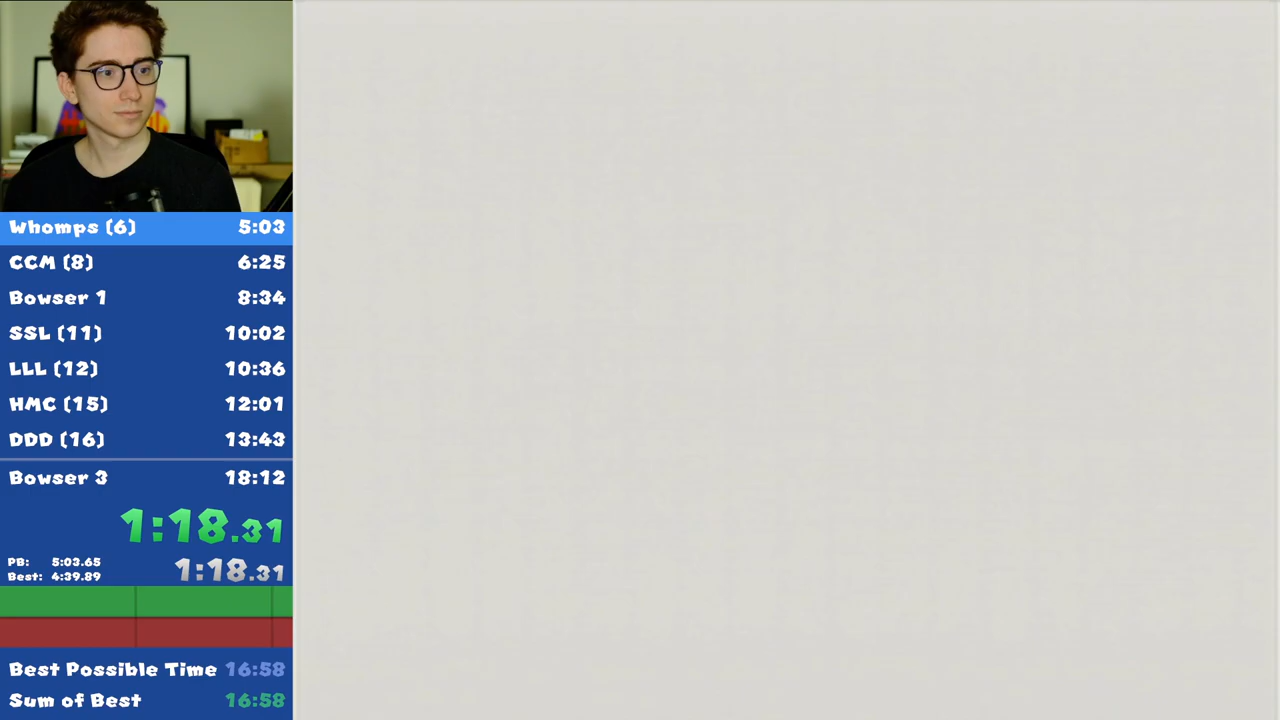 Whomps (6) 5:03
CCM (8) 6:25
Bowser 1 8:34
SSL (11) 10:02
LLL (12) 10:36
HMC (15) 12:01
DDD (16) 13:43
Bowser 3 18:12
1:18.31
PB: 5:03.65 1:18.31
Best: 4:39.89
Best Possible Time 16:58
Sum of Best 16:58